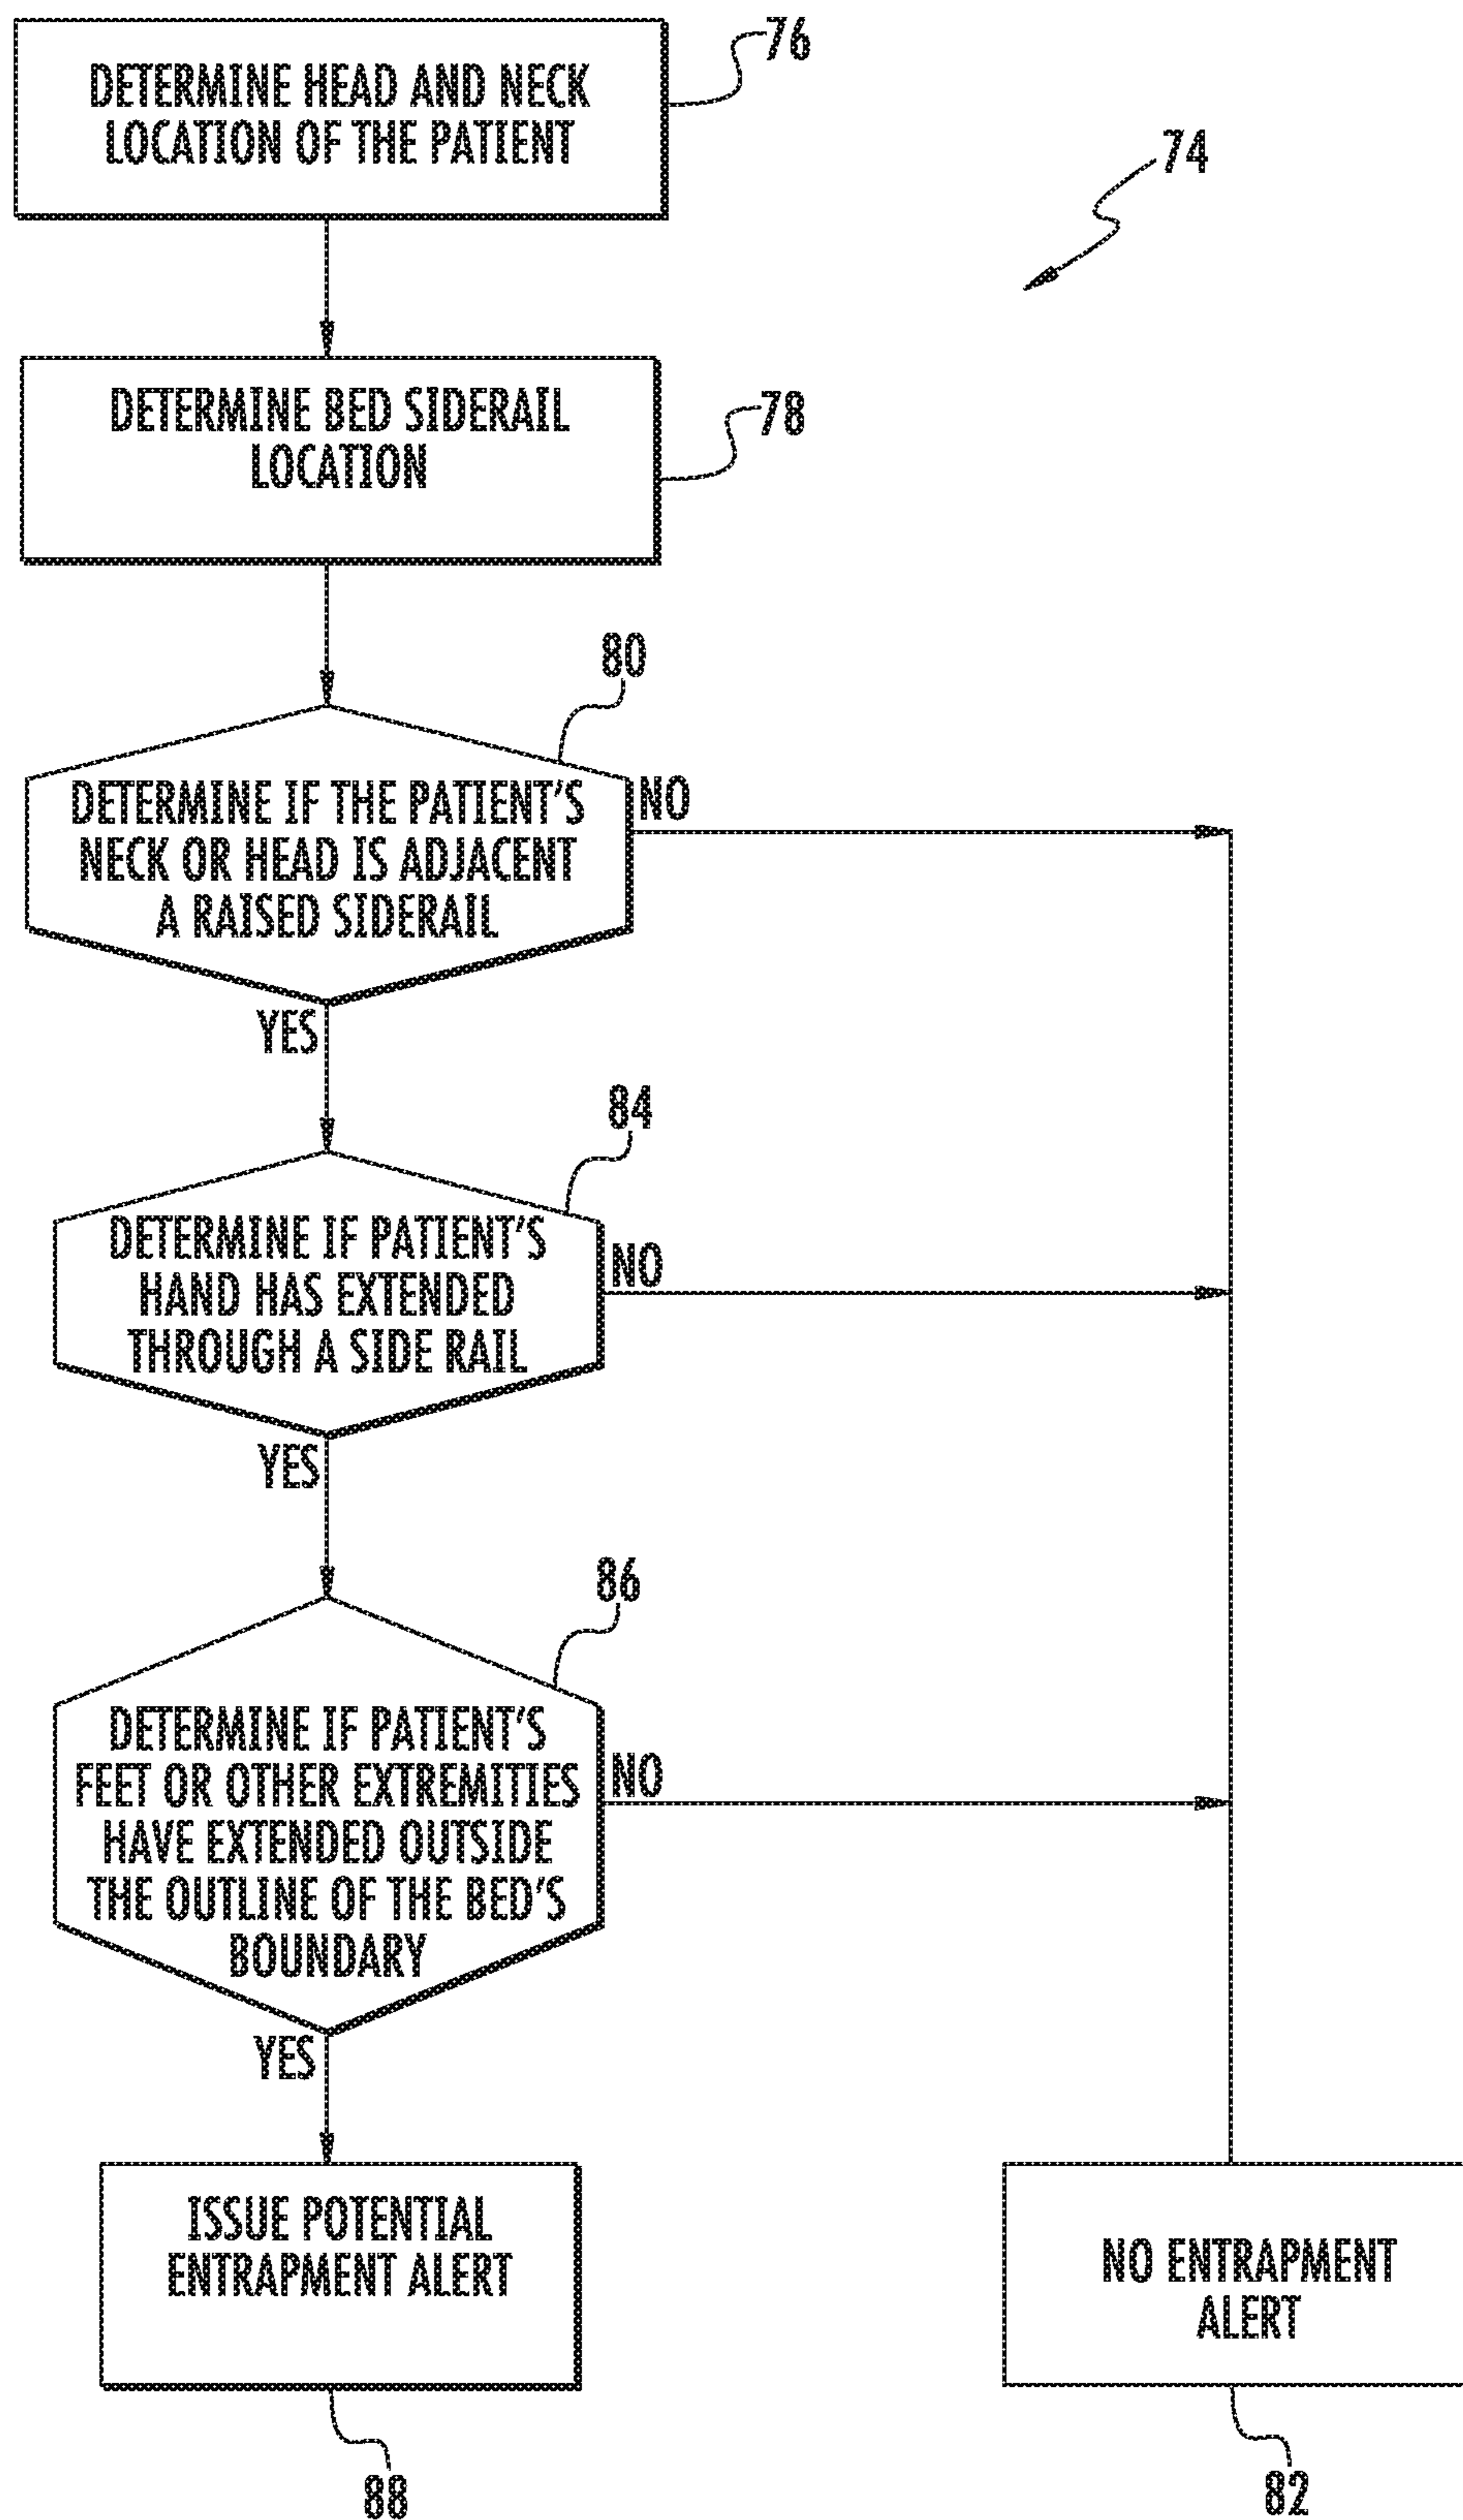 76
DETERMINE HEAD AND NECK
LOCATION OF THE PATIENT
74
DETERMINE BED SIDERAIL
LOCATION
78
80
DETERMINE IF THE PATIENT'S
NECK OR HEAD IS ADJACENT
A RAISED SIDERAIL
NO
YES
84
DETERMINE IF PATIENT'S
HAND HAS EXTENDED
THROUGH A SIDE RAIL
NO
YES
86
DETERMINE IF PATIENT'S
FEET OR OTHER EXTREMITIES
HAVE EXTENDED OUTSIDE
THE OUTLINE OF THE BED'S
BOUNDARY
NO
YES
ISSUE POTENTIAL
ENTRAPMENT ALERT
NO ENTRAPMENT
ALERT
88
82